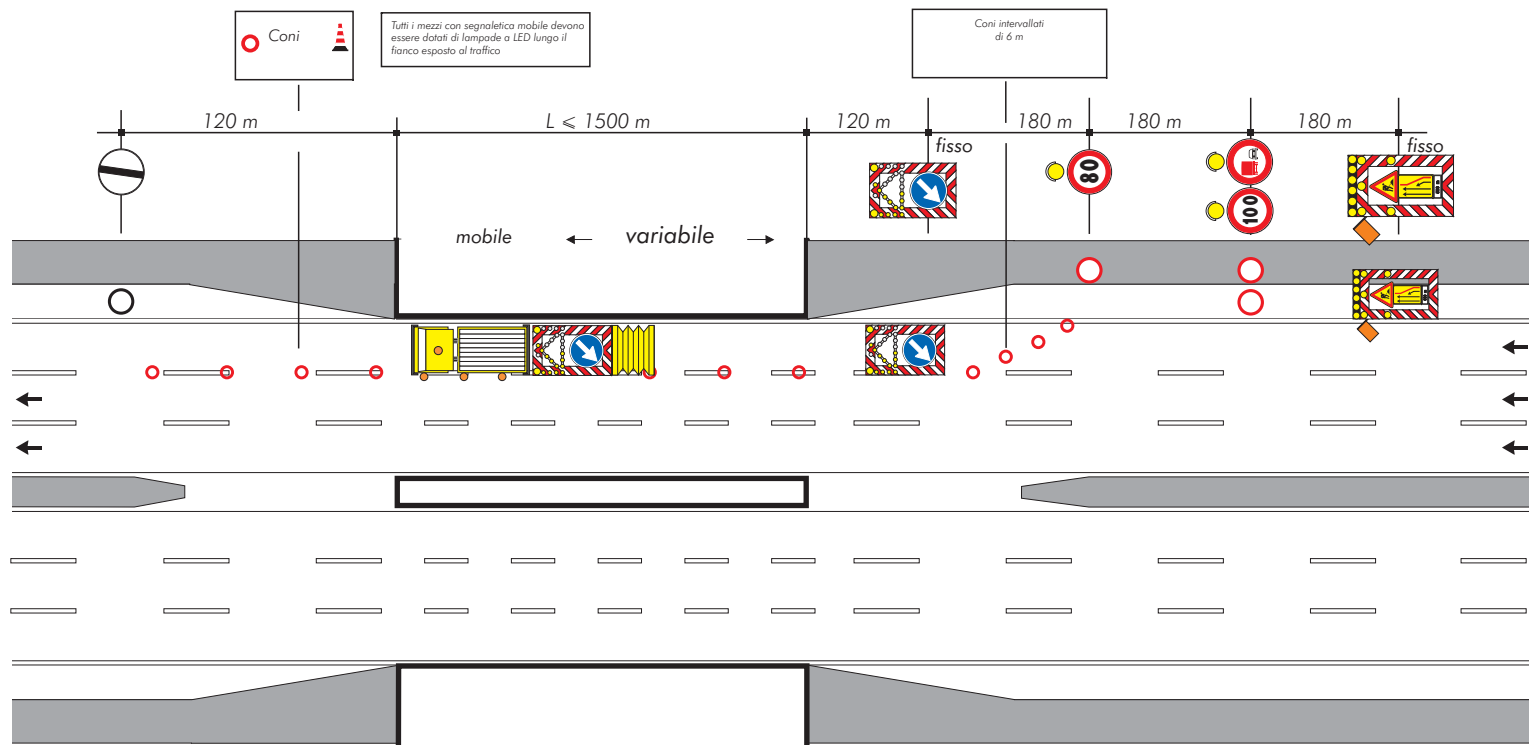 Coni
Tutti i mezzi con segnaletica mobile devono
essere dotati di lampade a LED lungo il
fianco esposto al traffico
Coni intervallati
di 6 m
120 m
L ⩽ 1500 m
120 m
180 m
180 m
180 m
fisso
fisso
80
100
mobile
variabile